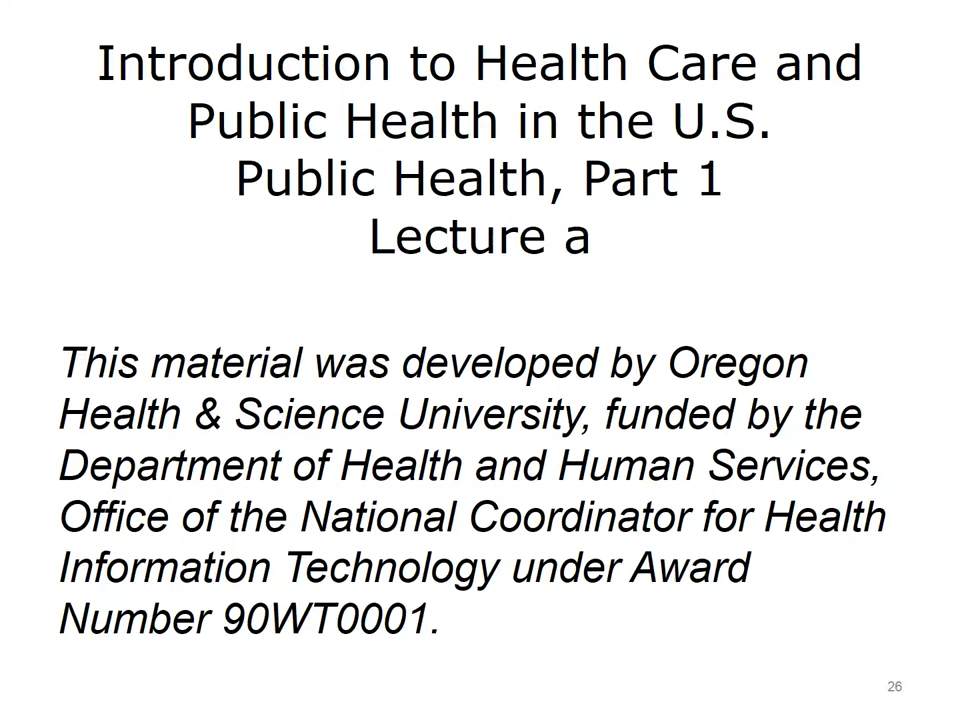 Introduction to Health Care and
Public Health in the U.S.
Public Health, Part 1
Lecture a
This material was developed by Oregon
Health & Science University, funded by the
Department of Health and Human Services,
Office of the National Coordinator for Health
Information Technology under Award
Number 90WT0001.
26